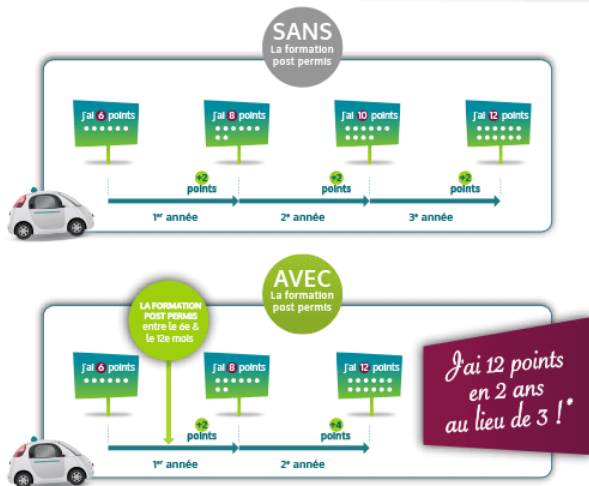 SANS
La formation
post permis
J'ai 6 points
J'ai 8 points
J'ai 10 points
J'ai 12 points
+2
points
+2
points
+2
points
1re année
2e année
3e année
AVEC
La formation
post permis
LA FORMATION
POST PERMIS
entre le 6e &
le 12e mois
J'ai 6 points
J'ai 8 points
J'ai 12 points
+2
points
+4
points
1re année
2e année
J'ai 12 points
en 2 ans
au lieu de 3 !*